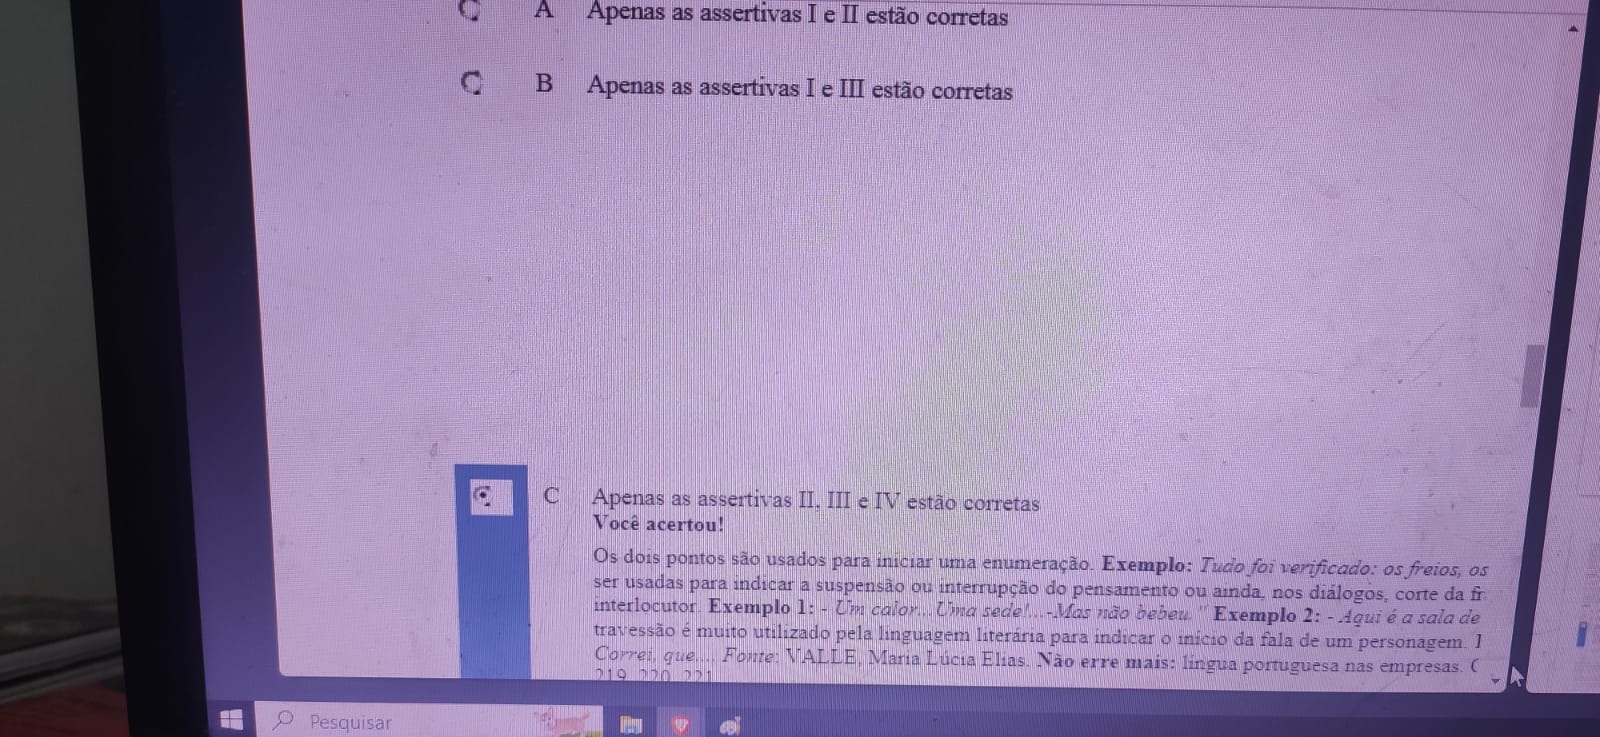 A Apenas as assertivas I e II estão corretas
B Apenas as assertivas I e III estão corretas
C Apenas as assertivas II, III e IV estão corretas
Você acertou!
Os dois pontos são usados para iniciar uma enumeração. Exemplo: Tudo foi verificado: os freios, os
ser usadas para indicar a suspensão ou interrupção do pensamento ou ainda, nos diálogos, corte da fr
interlocutor. Exemplo 1: - Um calor... Uma sede!...-Mas não bebeu. " Exemplo 2: - Aqui é a sala de
travessão é muito utilizado pela linguagem literária para indicar o início da fala de um personagem.
Correi, que.... Fonte: VALLE, Maria Lúcia Elias. Não erre mais: língua portuguesa nas empresas.
219, 220, 221
Pesquisar